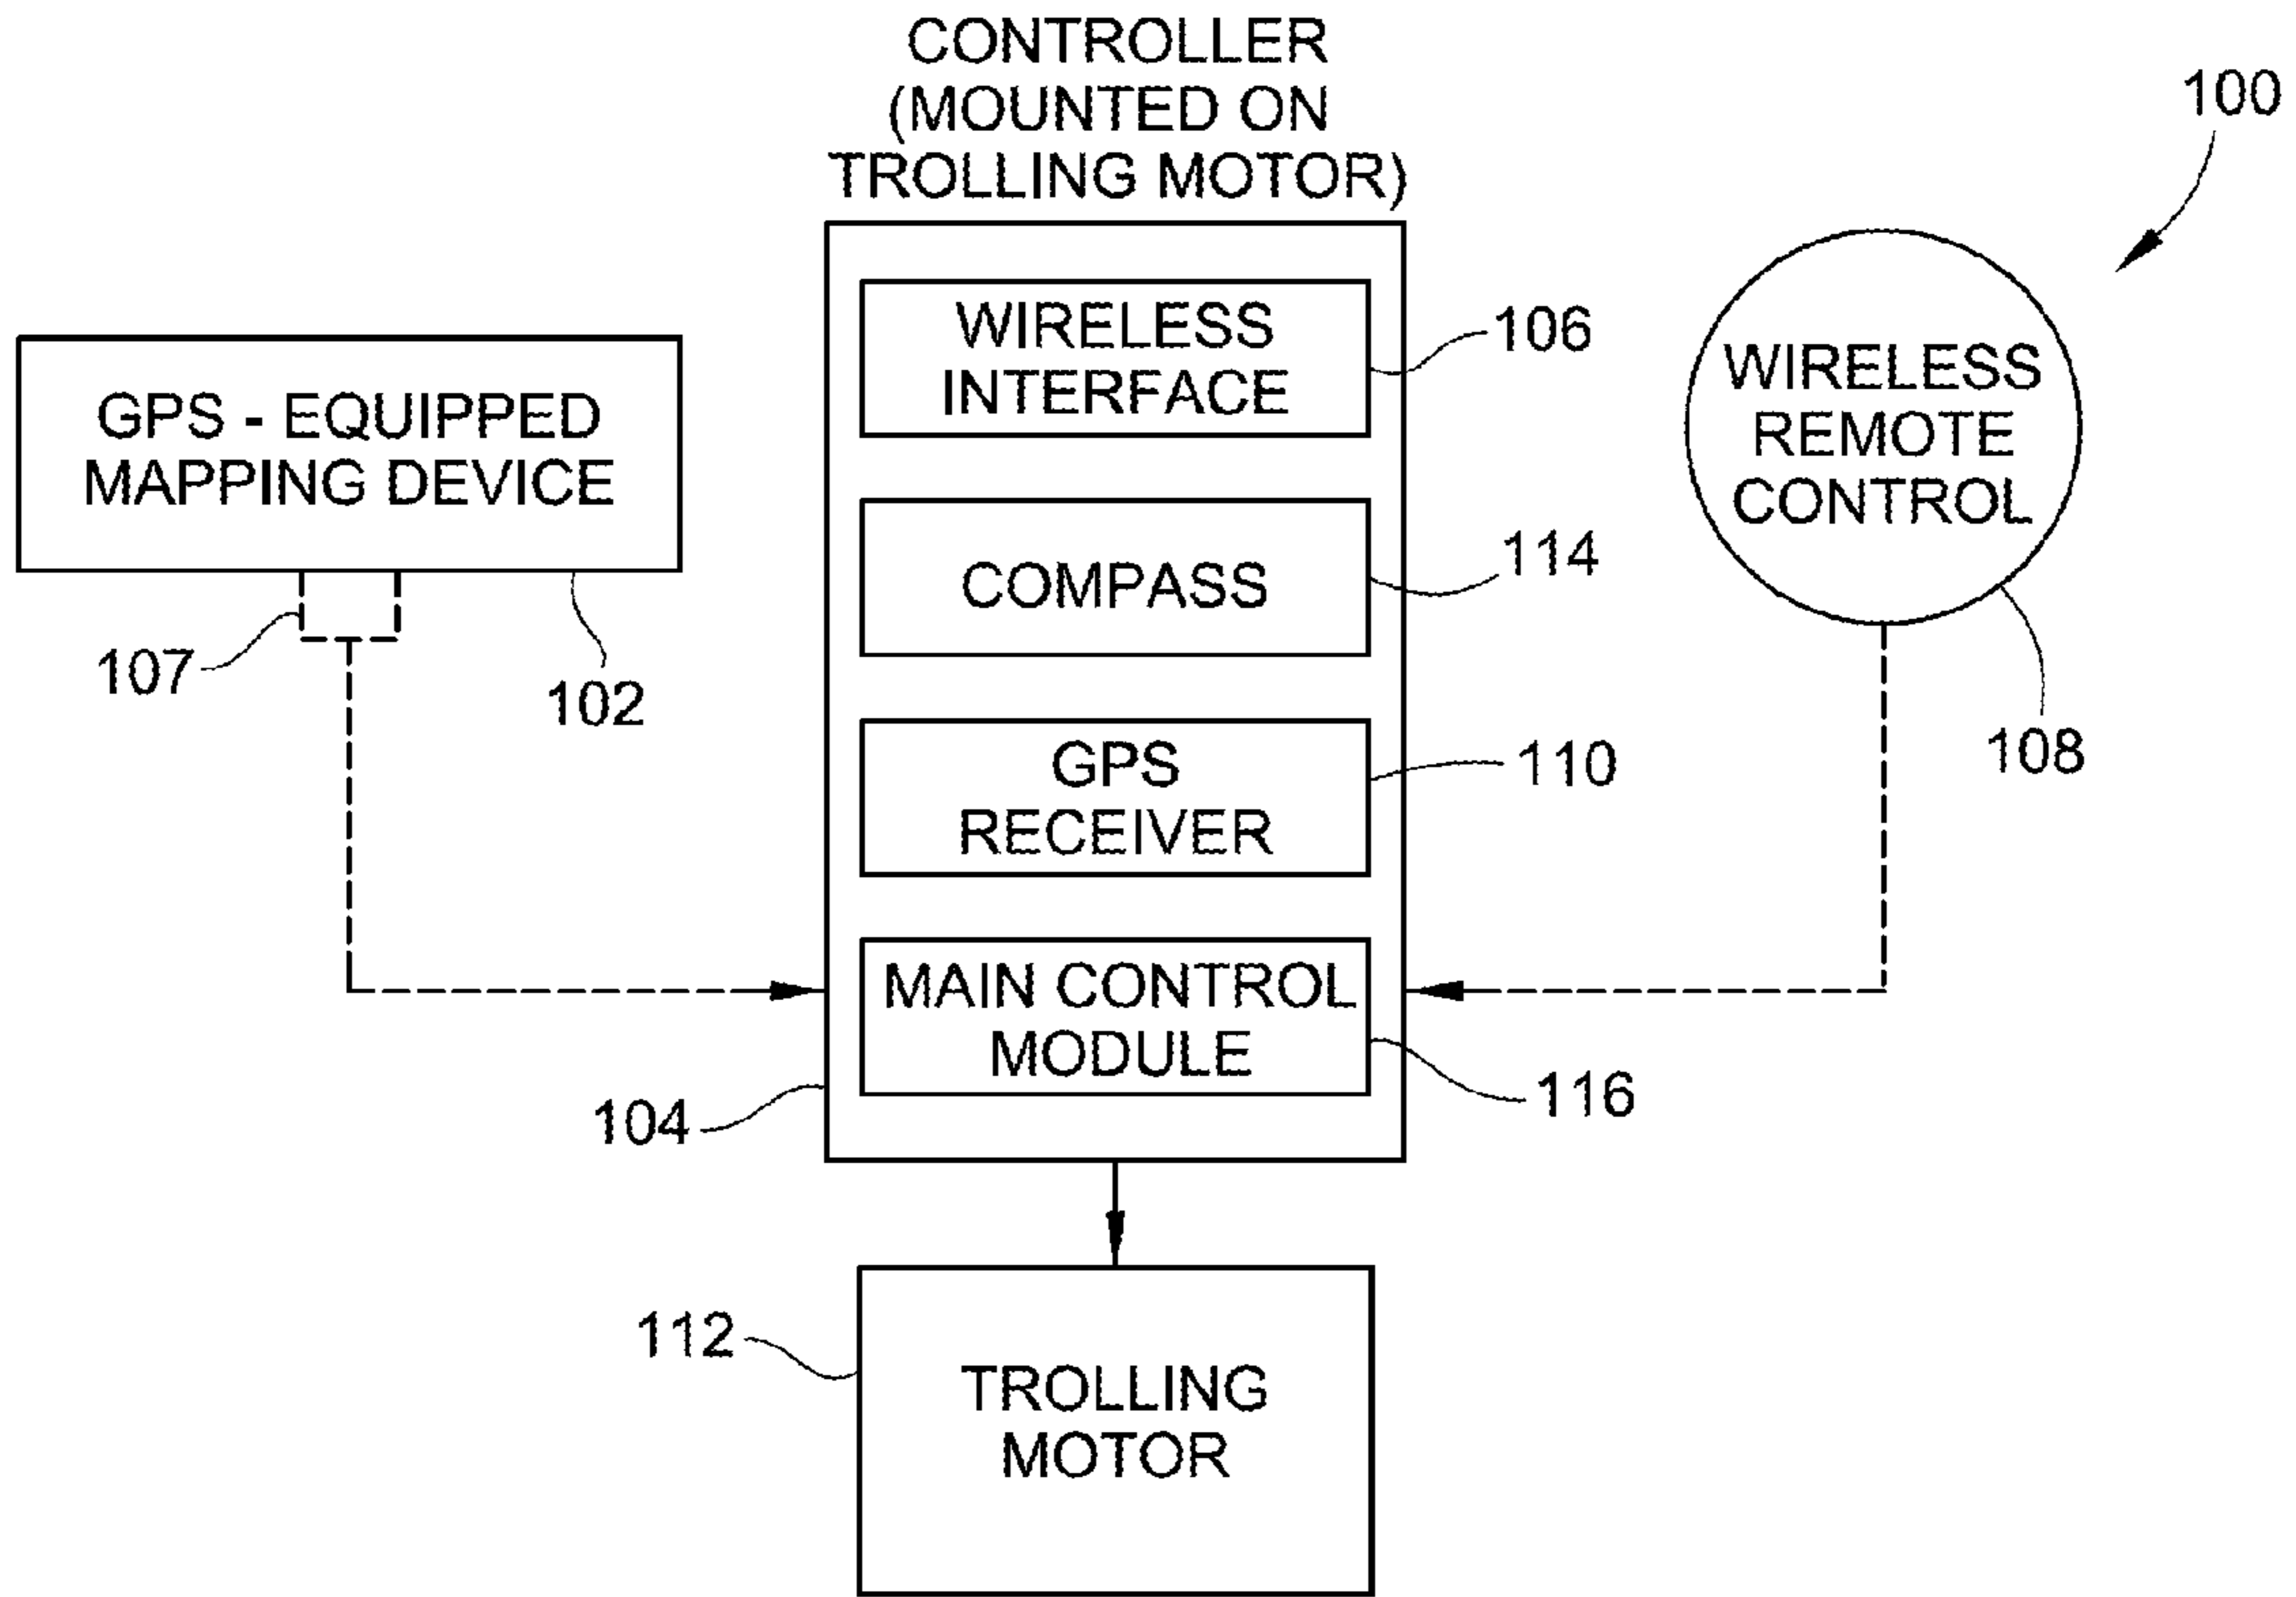 CONTROLLER
(MOUNTED ON
TROLLING MOTOR)
100
WIRELESS
INTERFACE
106
GPS - EQUIPPED
MAPPING DEVICE
107
102
WIRELESS
REMOTE
CONTROL
108
COMPASS
114
GPS
RECEIVER
110
MAIN CONTROL
MODULE
116
104
TROLLING
MOTOR
112